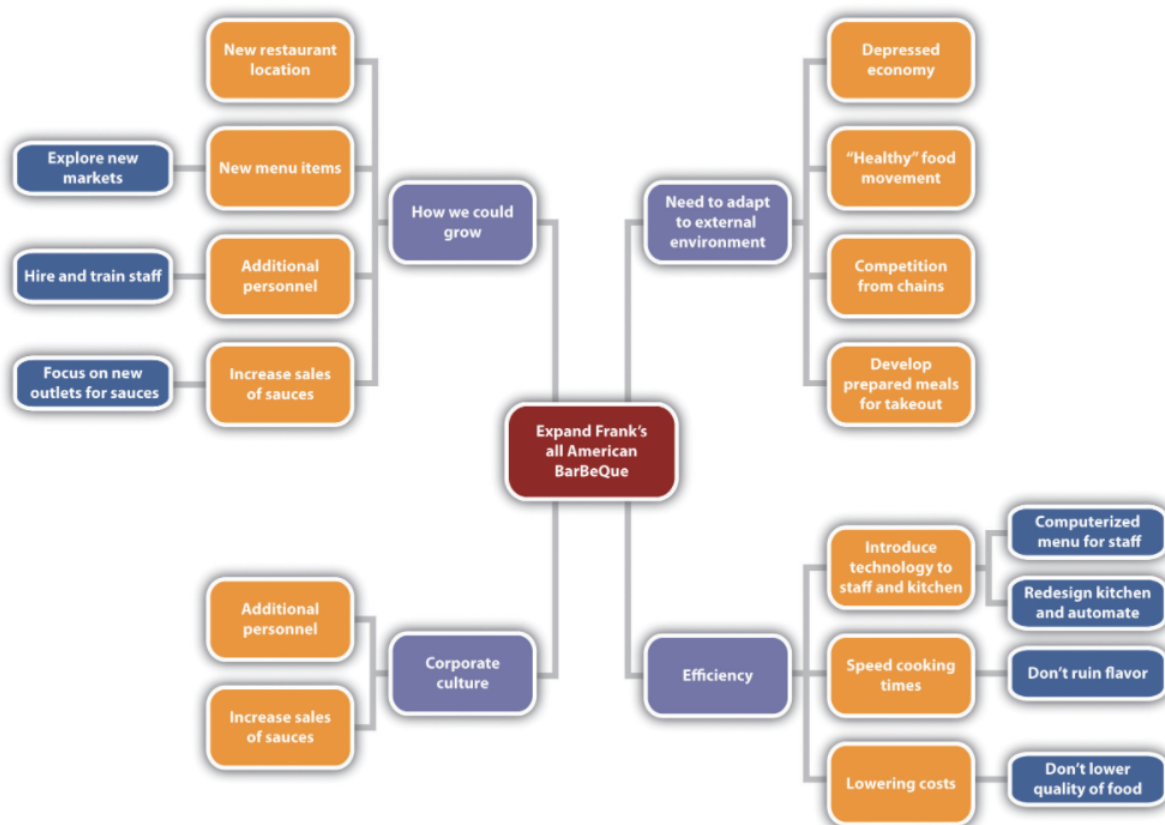 New restaurant
location
Explore new
markets
New menu items
How we could
grow
Hire and train staff
Additional
personnel
Focus on new
outlets for sauces
Increase sales
of sauces
Depressed
economy
“Healthy” food
movement
Need to adapt
to external
environment
Competition
from chains
Develop
prepared meals
for takeout
Expand Frank’s
all American
BarBeQue
Additional
personnel
Corporate
culture
Increase sales
of sauces
Introduce
technology to
staff and kitchen
Computerized
menu for staff
Redesign kitchen
and automate
Efficiency
Speed cooking
times
Don’t ruin flavor
Lowering costs
Don’t lower
quality of food